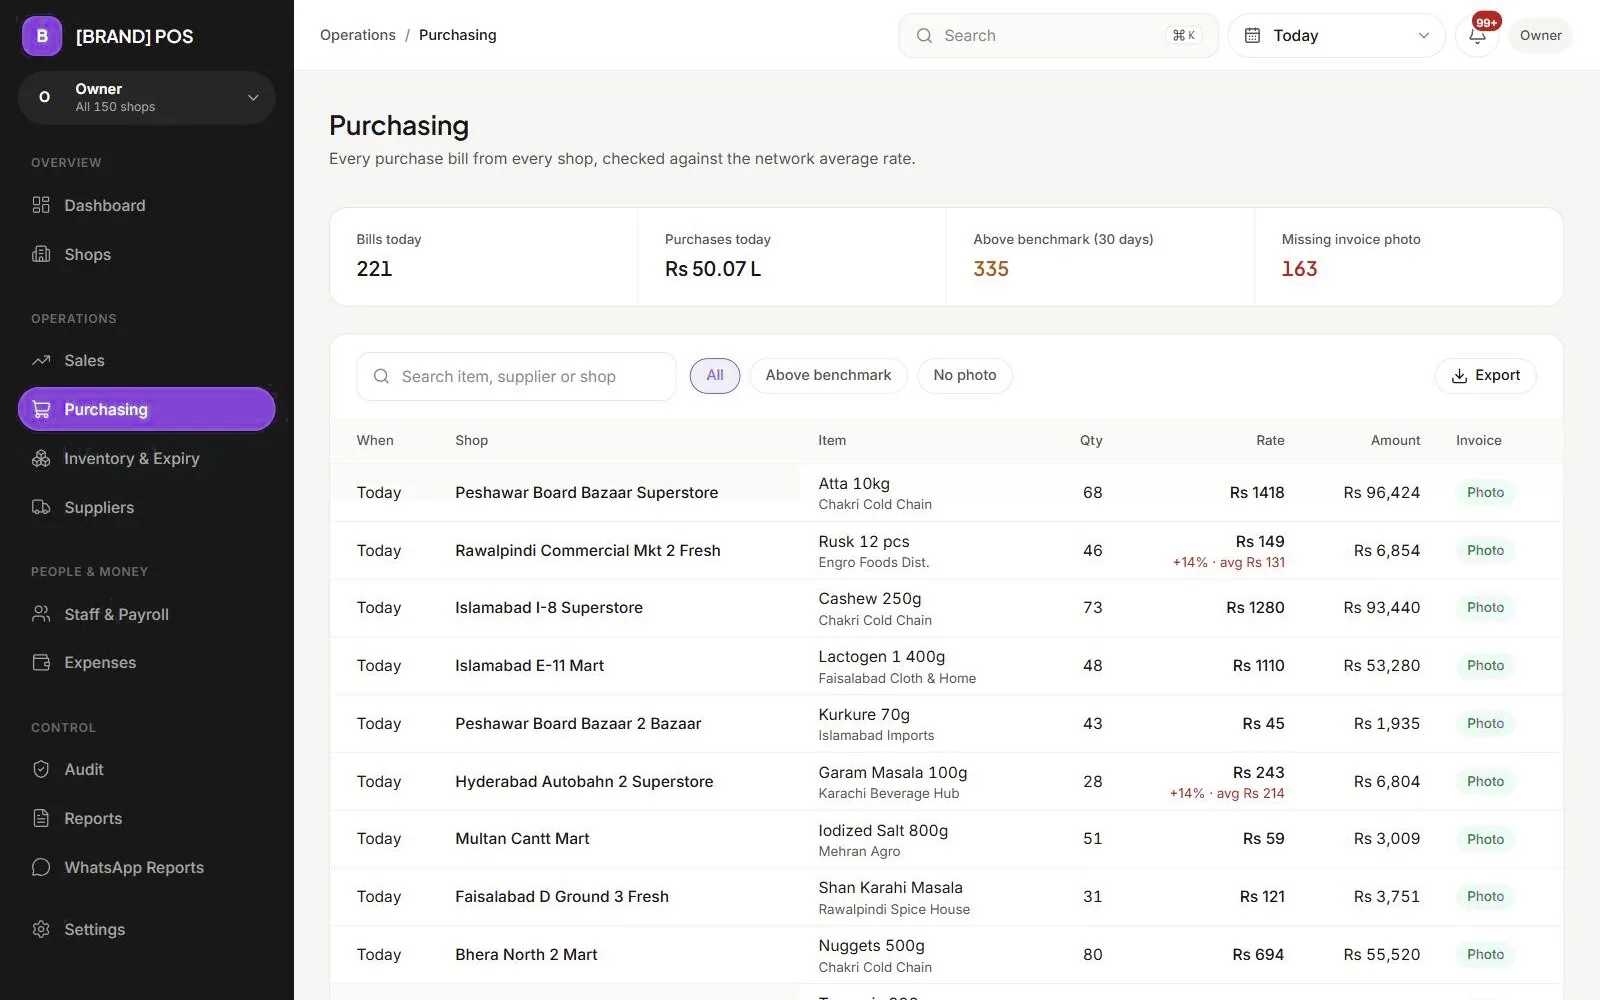 B [BRAND] POS
O Owner
All 150 shops
OVERVIEW
Dashboard
Shops
OPERATIONS
Sales
Purchasing
Inventory & Expiry
Suppliers
PEOPLE & MONEY
Staff & Payroll
Expenses
CONTROL
Audit
Reports
WhatsApp Reports
Settings
Operations / Purchasing
Search ⌘ K
Today
99+
Owner
Purchasing
Every purchase bill from every shop, checked against the network average rate.
Bills today
221
Purchases today
Rs 50.07 L
Above benchmark (30 days)
335
Missing invoice photo
163
Search item, supplier or shop
All
Above benchmark
No photo
Export
When Shop Item Qty Rate Amount Invoice
Today Peshawar Board Bazaar Superstore Atta 10kg 68 Rs 1418 Rs 96,424 Photo
Chakri Cold Chain
Today Rawalpindi Commercial Mkt 2 Fresh Rusk 12 pcs 46 Rs 149 Rs 6,854 Photo
Engro Foods Dist. +14% · avg Rs 131
Today Islamabad I-8 Superstore Cashew 250g 73 Rs 1280 Rs 93,440 Photo
Chakri Cold Chain
Today Islamabad E-11 Mart Lactogen 1 400g 48 Rs 1110 Rs 53,280 Photo
Faisalabad Cloth & Home
Today Peshawar Board Bazaar 2 Bazaar Kurkure 70g 43 Rs 45 Rs 1,935 Photo
Islamabad Imports
Today Hyderabad Autobahn 2 Superstore Garam Masala 100g 28 Rs 243 Rs 6,804 Photo
Karachi Beverage Hub +14% · avg Rs 214
Today Multan Cantt Mart Iodized Salt 800g 51 Rs 59 Rs 3,009 Photo
Mehran Agro
Today Faisalabad D Ground 3 Fresh Shan Karahi Masala 31 Rs 121 Rs 3,751 Photo
Rawalpindi Spice House
Today Bhera North 2 Mart Nuggets 500g 80 Rs 694 Rs 55,520 Photo
Chakri Cold Chain